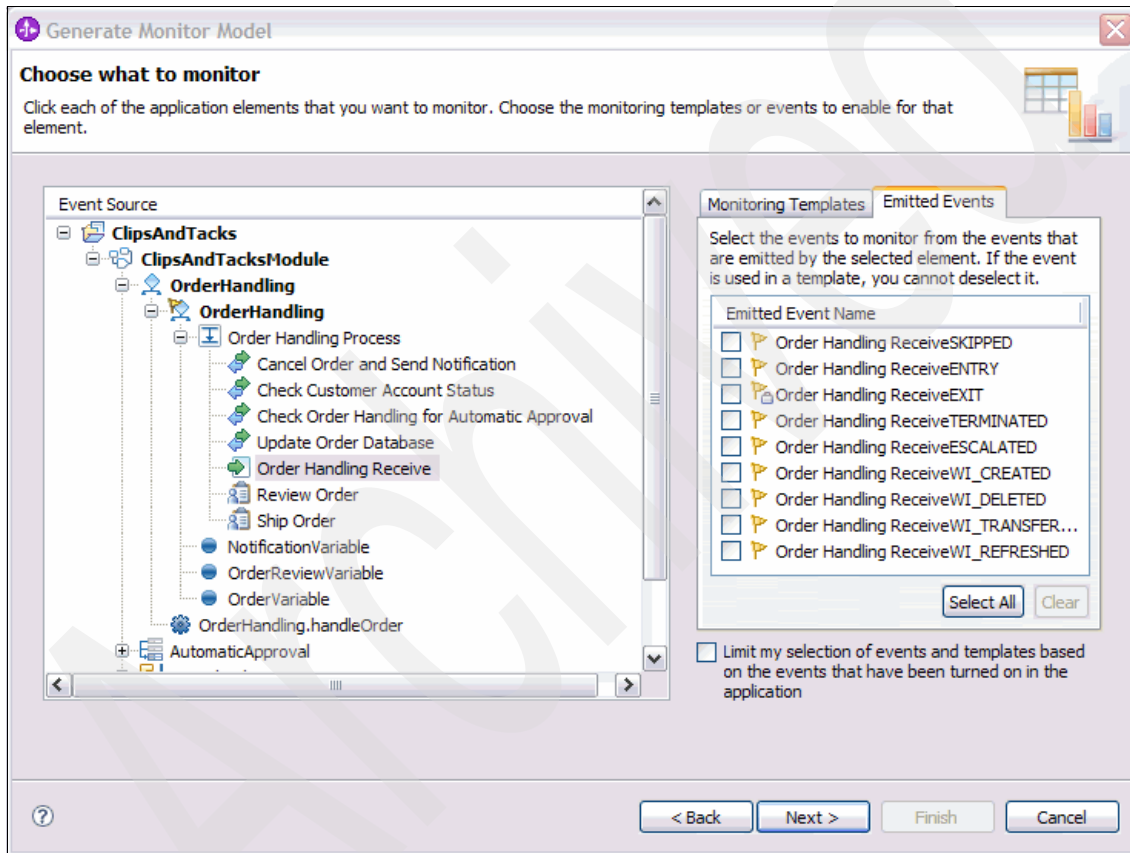 Generate Monitor Model
Choose what to monitor
Click each of the application elements that you want to monitor. Choose the monitoring templates or events to enable for that
element.
Event Source
ClipsAndTacks
ClipsAndTacksModule
OrderHandling
OrderHandling
Order Handling Process
Cancel Order and Send Notification
Check Customer Account Status
Check Order Handling for Automatic Approval
Update Order Database
Order Handling Receive
Review Order
Ship Order
NotificationVariable
OrderReviewVariable
OrderVariable
OrderHandling.handleOrder
AutomaticApproval
Monitoring Templates
Emitted Events
Select the events to monitor from the events that
are emitted by the selected element. If the event
is used in a template, you cannot deselect it.
Emitted Event Name
Order Handling ReceiveSKIPPED
Order Handling ReceiveENTRY
Order Handling ReceiveEXIT
Order Handling ReceiveTERMINATED
Order Handling ReceiveESCALATED
Order Handling ReceiveWI_CREATED
Order Handling ReceiveWI_DELETED
Order Handling ReceiveWI_TRANSFER...
Order Handling ReceiveWI_REFRESHED
Select All
Clear
Limit my selection of events and templates based
on the events that have been turned on in the
application
< Back
Next >
Finish
Cancel
Archived